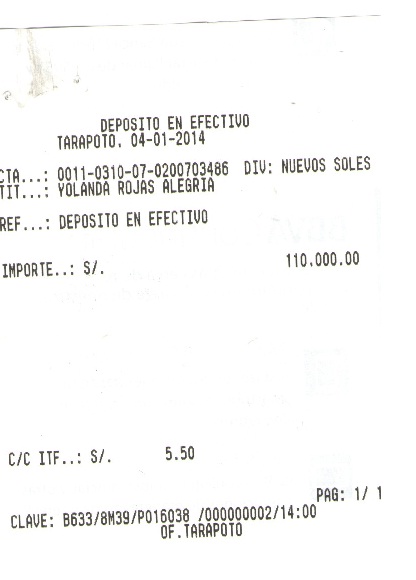 DEPOSITO EN EFECTIVO
TARAPOTO, 04-01-2014
CTA...: 0011-0310-07-0200703486 DIV: NUEVOS SOLES
TIT...: YOLANDA ROJAS ALEGRIA
REF...: DEPOSITO EN EFECTIVO
IMPORTE..: S/. 110,000.00
C/C ITF..: S/. 5.50
PAG: 1/ 1
CLAVE: B633/8M39/P016038 /000000002/14:00
OF.TARAPOTO